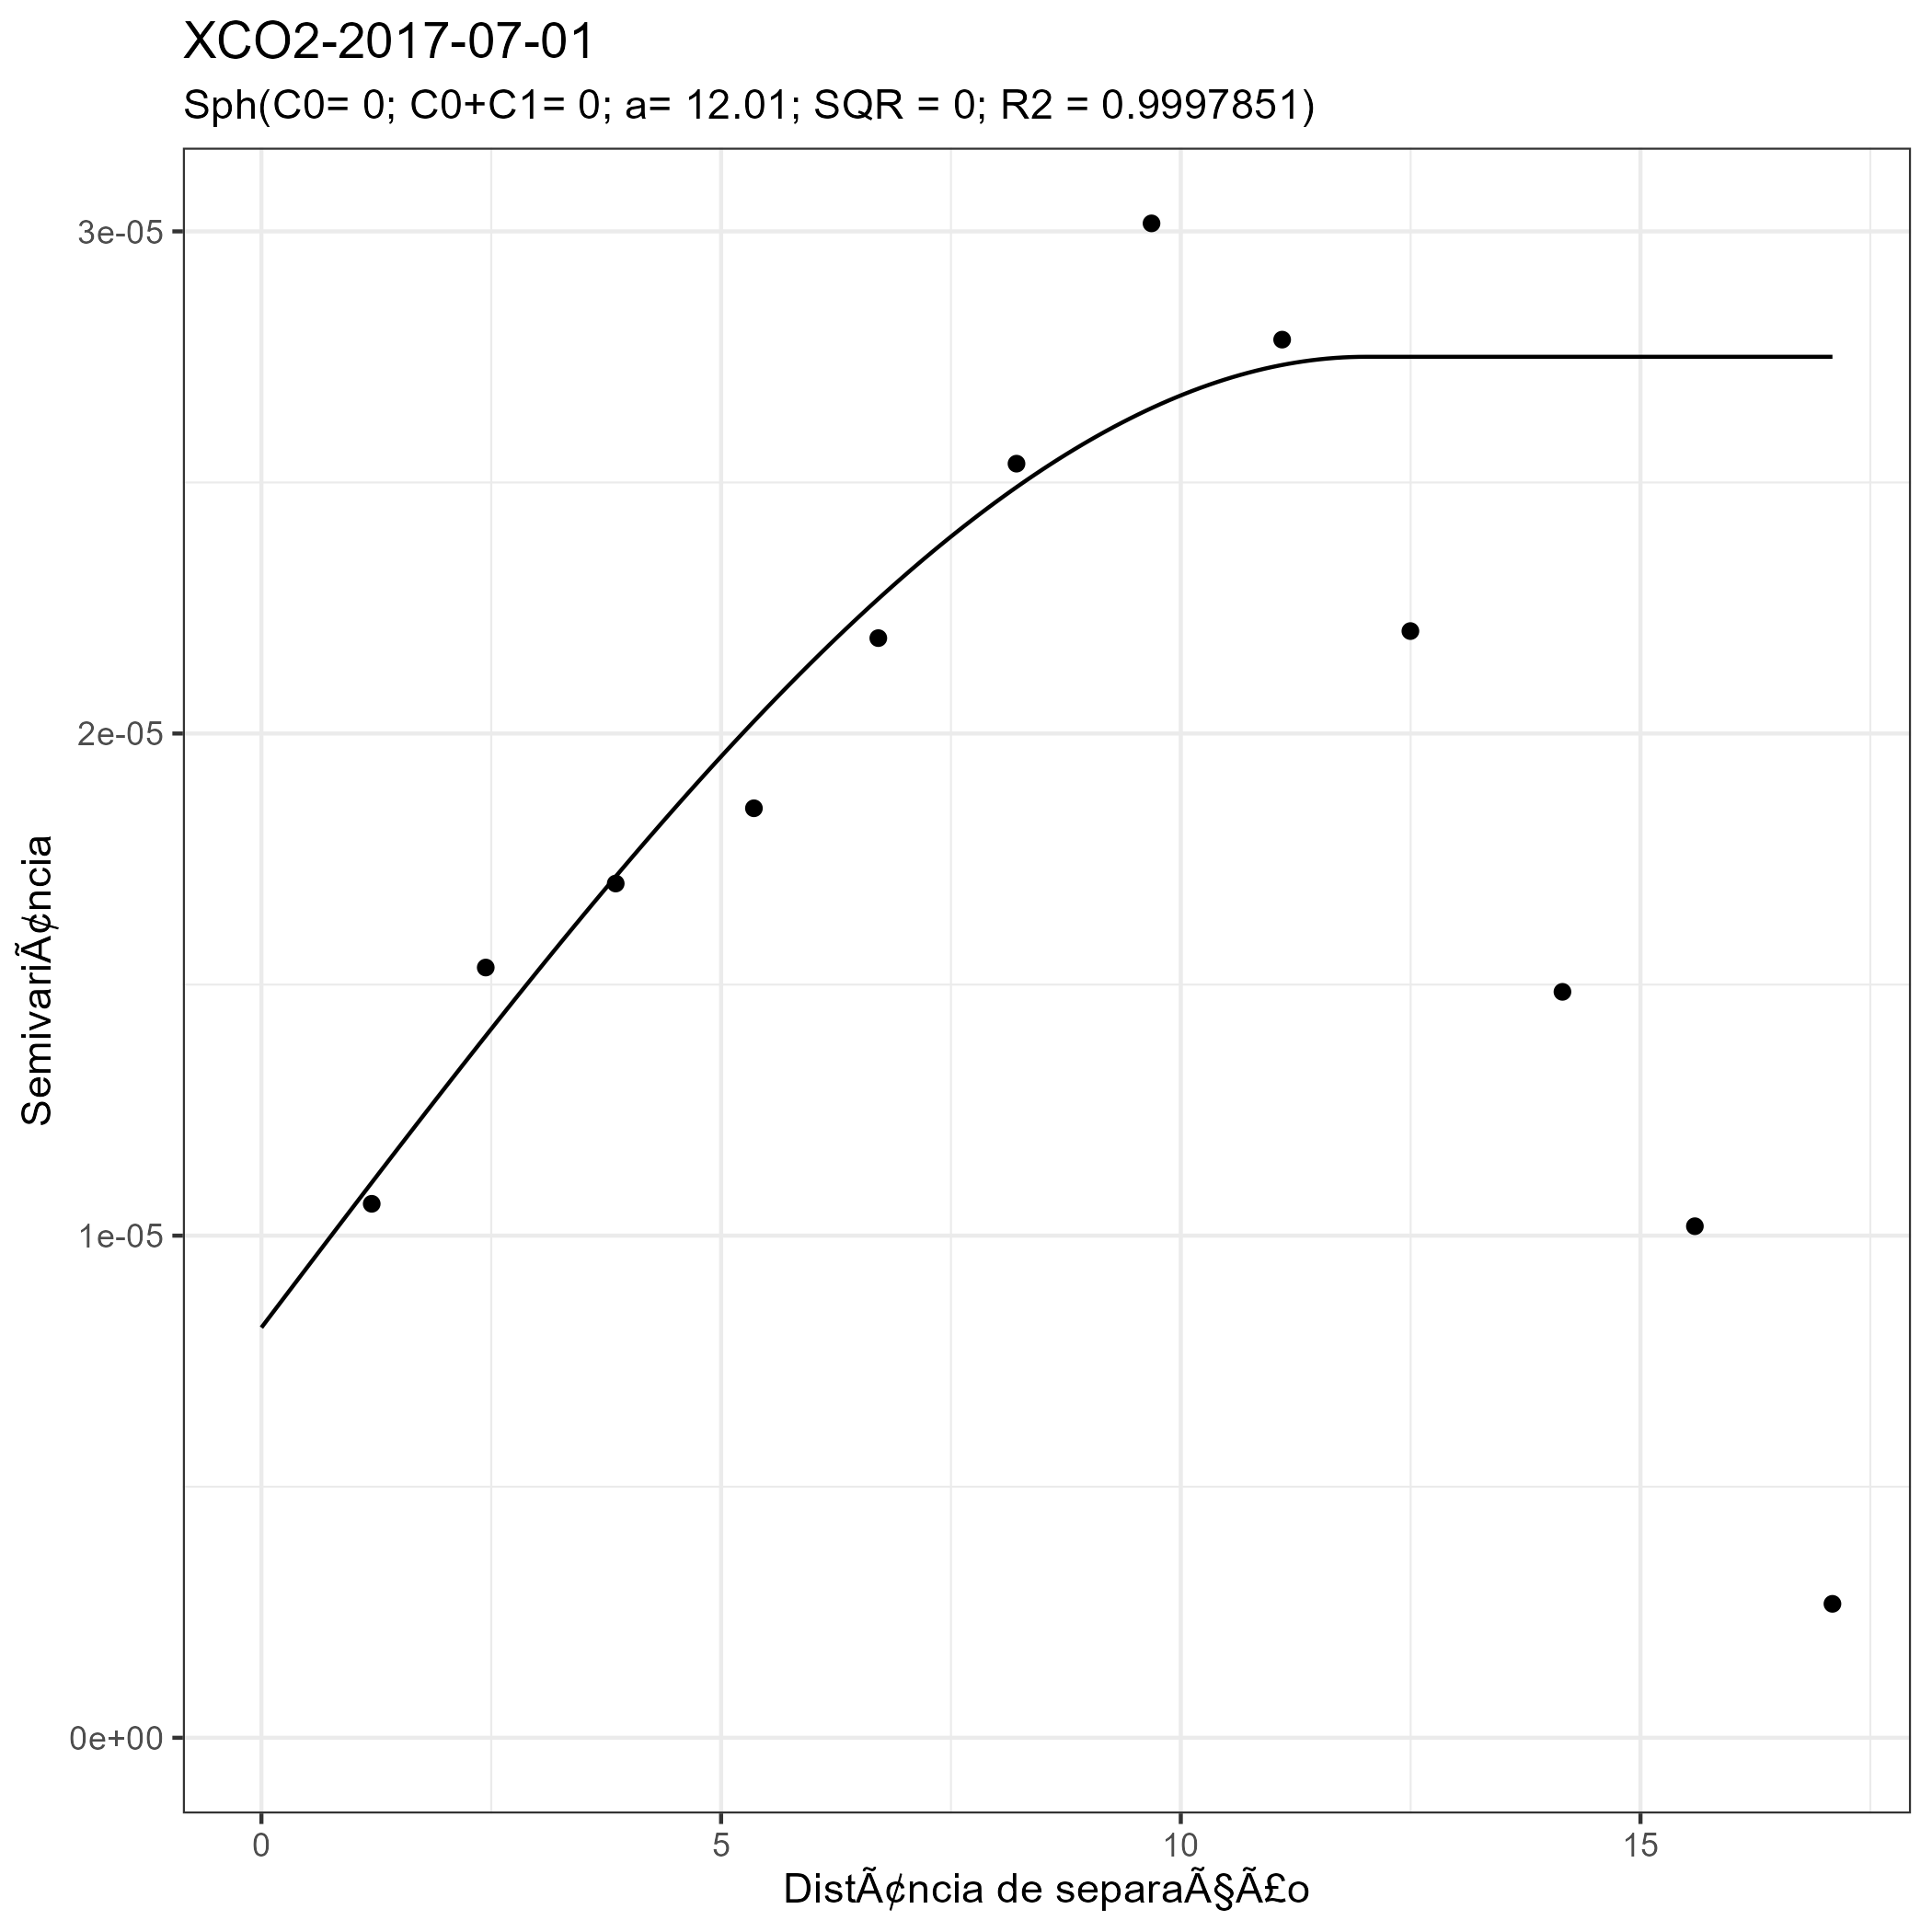 XCO2-2017-07-01
Sph(C0= 0; C0+C1= 0; a= 12.01; SQR = 0; R2 = 0.9997851)
3e-05
2e-05
1e-05
0e+00
SemivariÃ¢ncia
0 5 10 15
DistÃ¢ncia de separaÃ§Ã£o